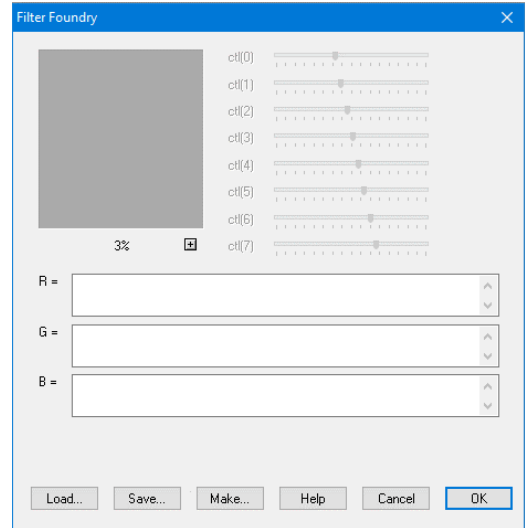 Filter Foundry
ctl(0)
ctl(1)
ctl(2)
ctl(3)
ctl(4)
ctl(5)
ctl(6)
3%
ctl(7)
R =
G =
B =
Load... Save... Make... Help Cancel OK